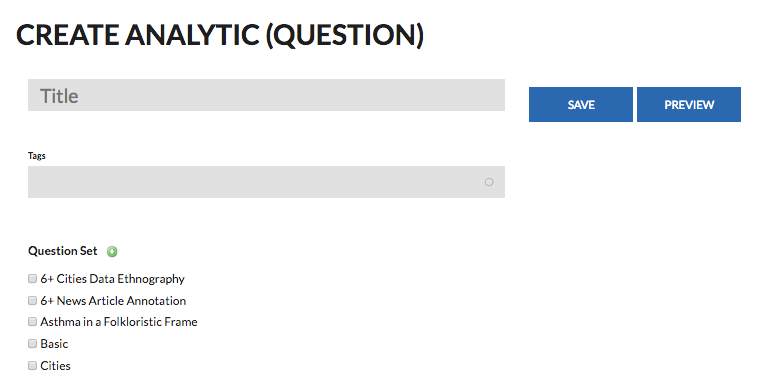 CREATE ANALYTIC (QUESTION)
Title
SAVE
PREVIEW
Tags
Question Set
6+ Cities Data Ethnography
6+ News Article Annotation
Asthma in a Folkloristic Frame
Basic
Cities